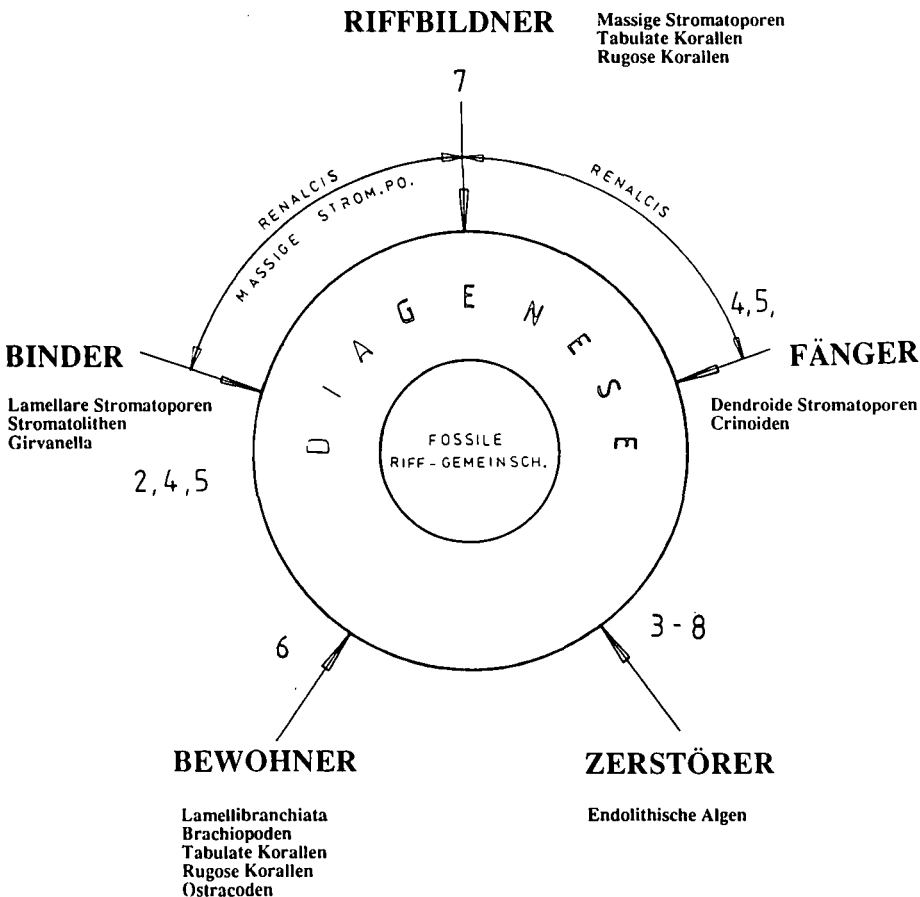 RIFFBILDNER
Massige Stromatoporen
Tabulate Korallen
Rugose Korallen
7
RENALCIS
MASSIGE STROM.PO.
RENALCIS
4,5,
BINDER
Lamellare Stromatoporen
Stromatolithen
Girvanella
2,4,5
FÄNGER
Dendroide Stromatoporen
Crinoiden
DIAGENESE
FOSSILE
RIFF-GEMEINSCH.
6
3-8
BEWOHNER
Lamellibranchiata
Brachiopoden
Tabulate Korallen
Rugose Korallen
Ostracoden
ZERSTÖRER
Endolithische Algen